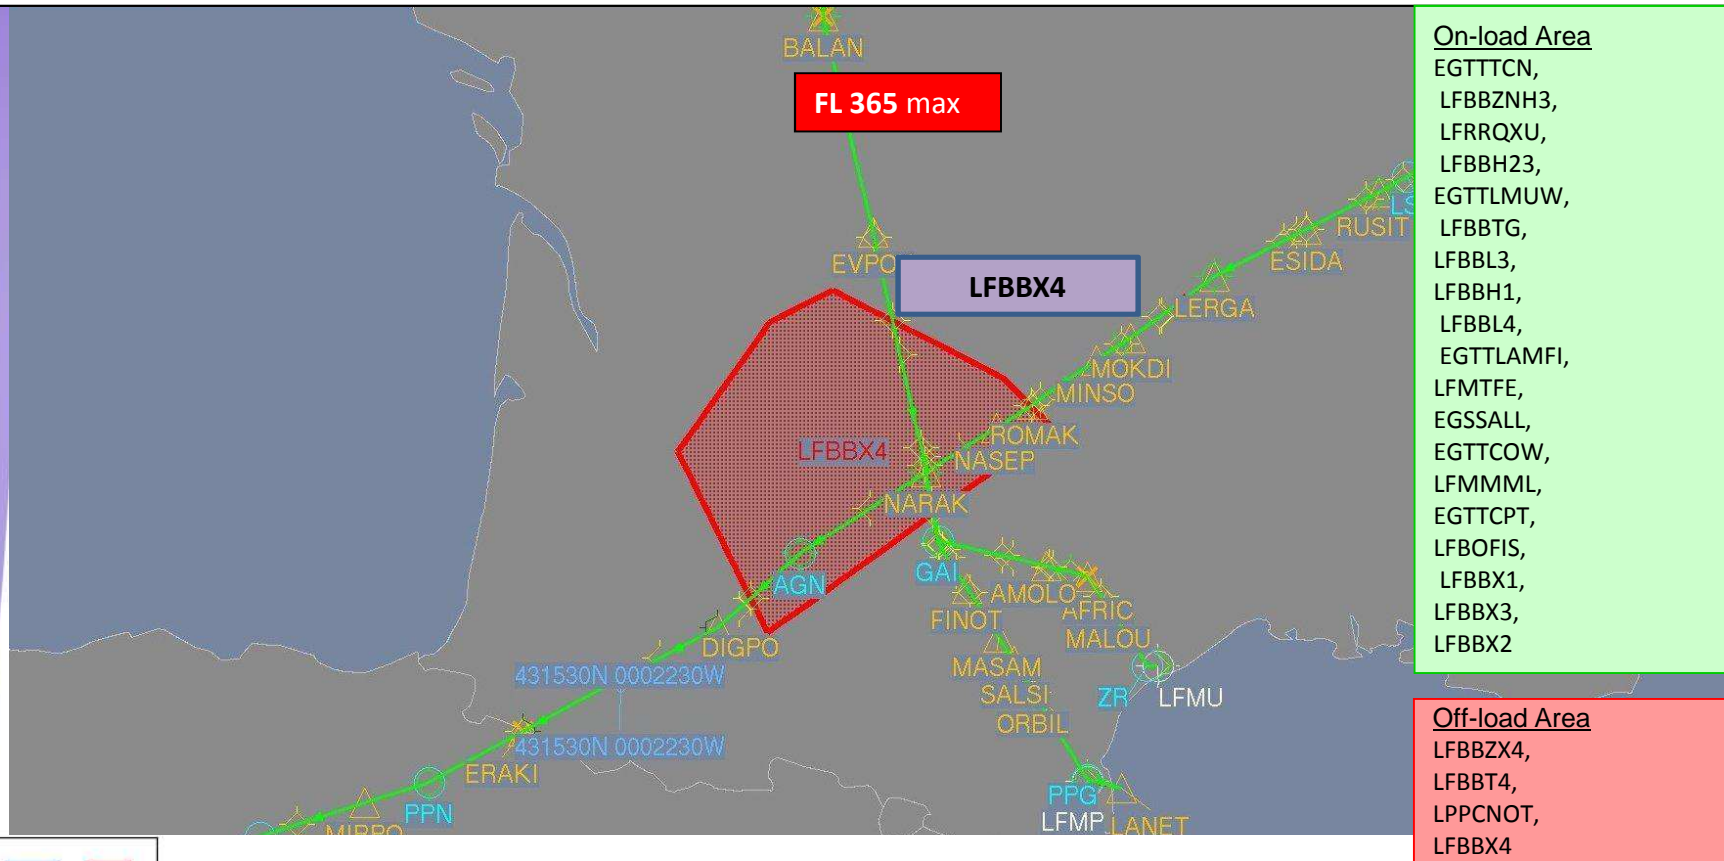 BALAN
FL 365 max
RUSIT
ESIDA
EVPO
LFBBX4
LERGA
MOKDI
MINSO
ROMAK
LFBBX4
NASEP
NARAK
AGN
GAI
AMOLO
AFRIC
FINOT
MALOU
DIGPO
MASAM
431530N 0002230W
SALSI
ZR
LFMU
ORBIL
431530N 0002230W
ERAKI
PPN
PPG
LFMP
LANET
On-load Area
EGTTTCN,
LFBBZNH3,
LFRRQXU,
LFBBH23,
EGTTLMUW,
LFBBTG,
LFBBL3,
LFBBH1,
LFBBL4,
EGTTLAMFI,
LFMTFE,
EGSSALL,
EGTTCOW,
LFMMML,
EGTTCPT,
LFBOFIS,
LFBBX1,
LFBBX3,
LFBBX2
Off-load Area
LFBBZX4,
LFBBT4,
LPPCNOT,
LFBBX4